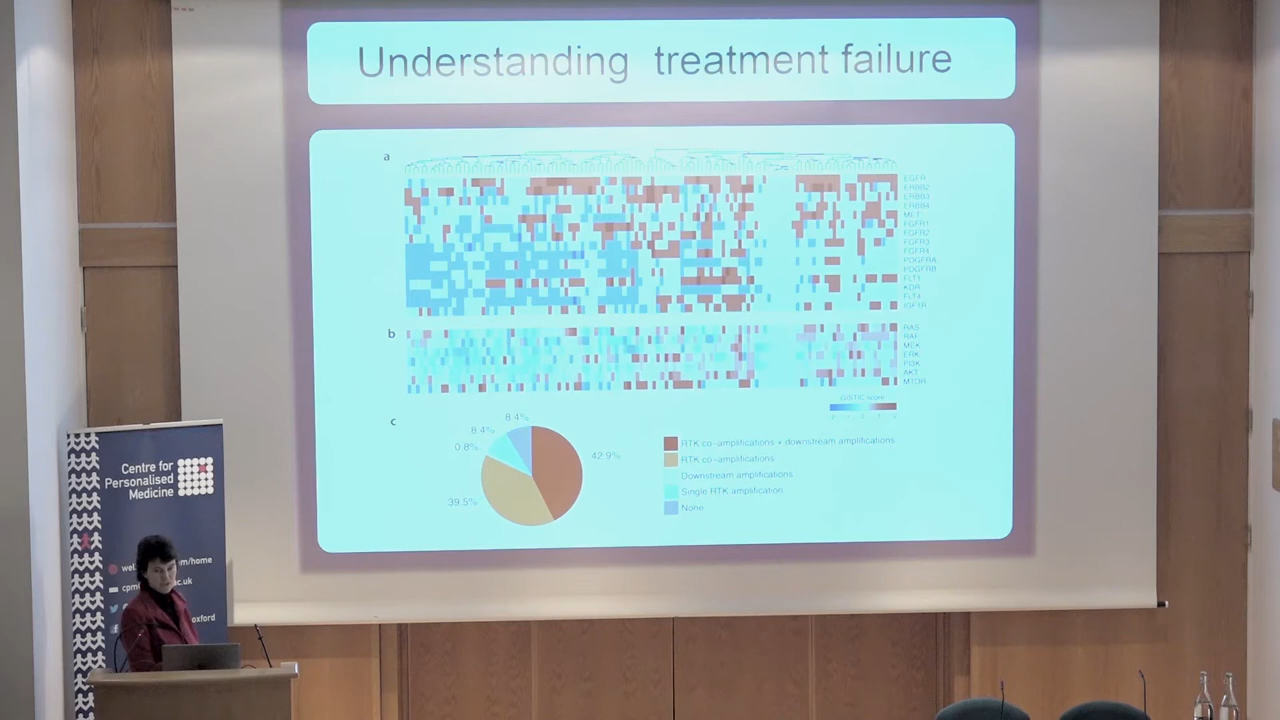 Understanding treatment failure
a
EGFR
ERBB2
ERBB3
ERBB4
MET
FGFR1
FGFR2
FGFR3
FGFR4
PDGFRA
PDGFRB
FLT1
KDR
FLT4
IGF1R
b
RAS
RAF
MEK
ERK
PI3K
AKT
MTOR
GISTIC score
c
8.4%
8.4%
0.8%
42.9%
39.5%
RTK co-amplifications + downstream amplifications
RTK co-amplifications
Downstream amplifications
Single RTK amplification
None
Centre for
Personalised
Medicine